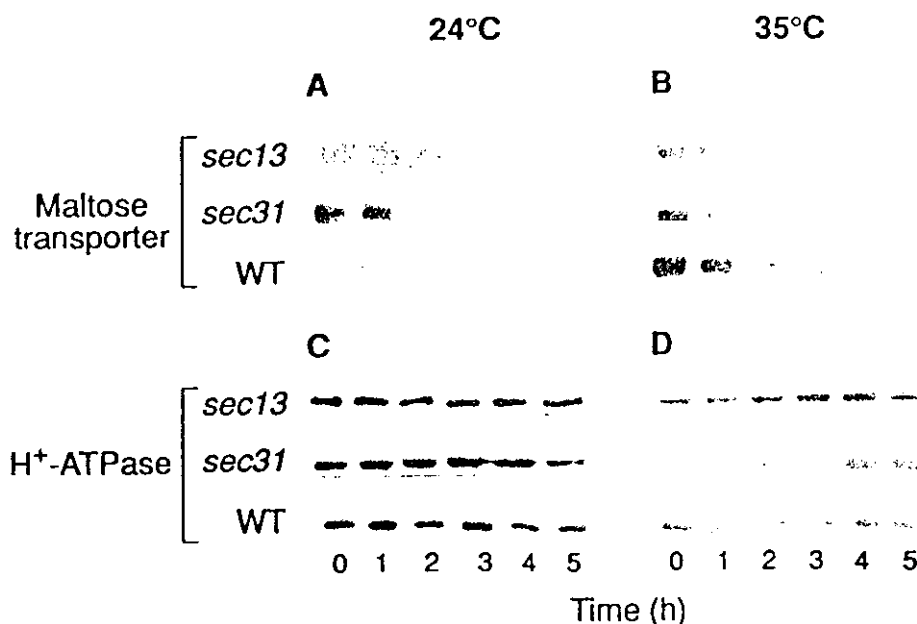 24°C 35°C
A B
sec13
Maltose transporter
sec31
WT
C D
sec13
H⁺-ATPase
sec31
WT
0 1 2 3 4 5 0 1 2 3 4 5
Time (h)